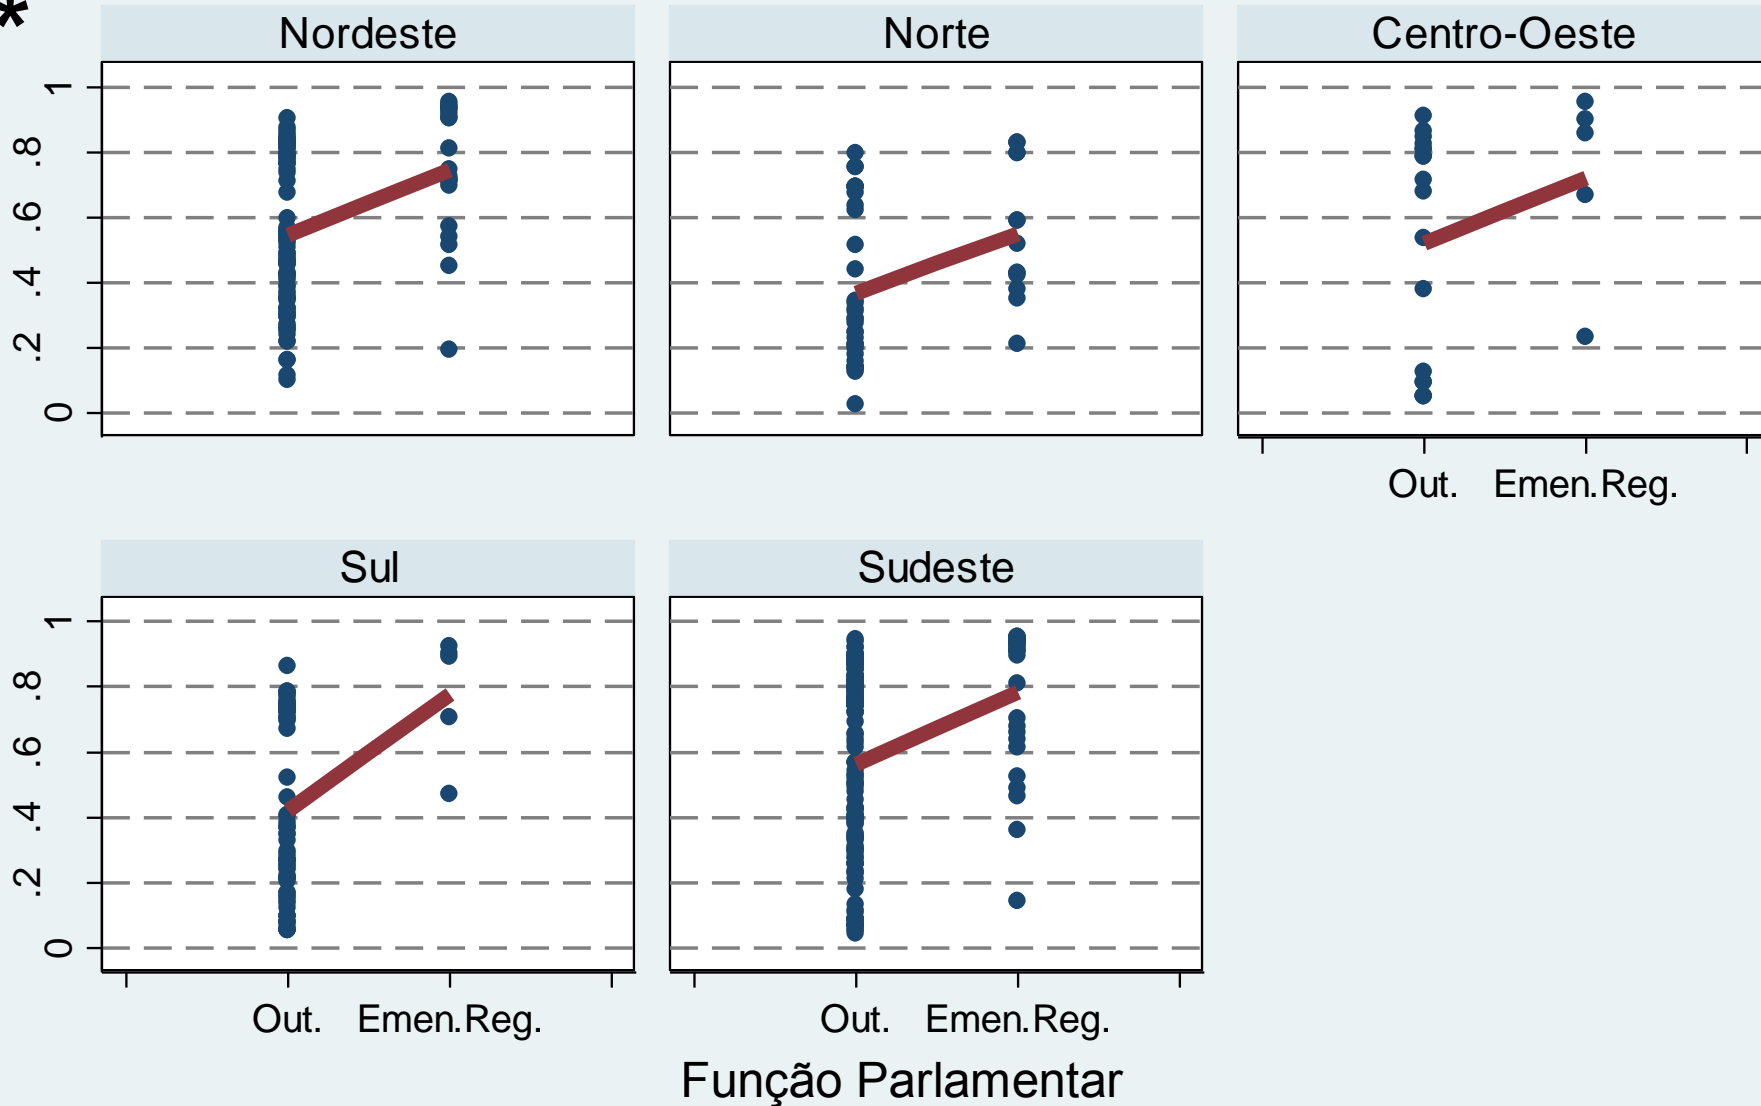 *
Nordeste
Norte
Centro-Oeste
1
.8
.6
.4
.2
0
Out. Emen.Reg.
Sul
Sudeste
1
.8
.6
.4
.2
0
Out. Emen.Reg.
Out. Emen.Reg.
Função Parlamentar